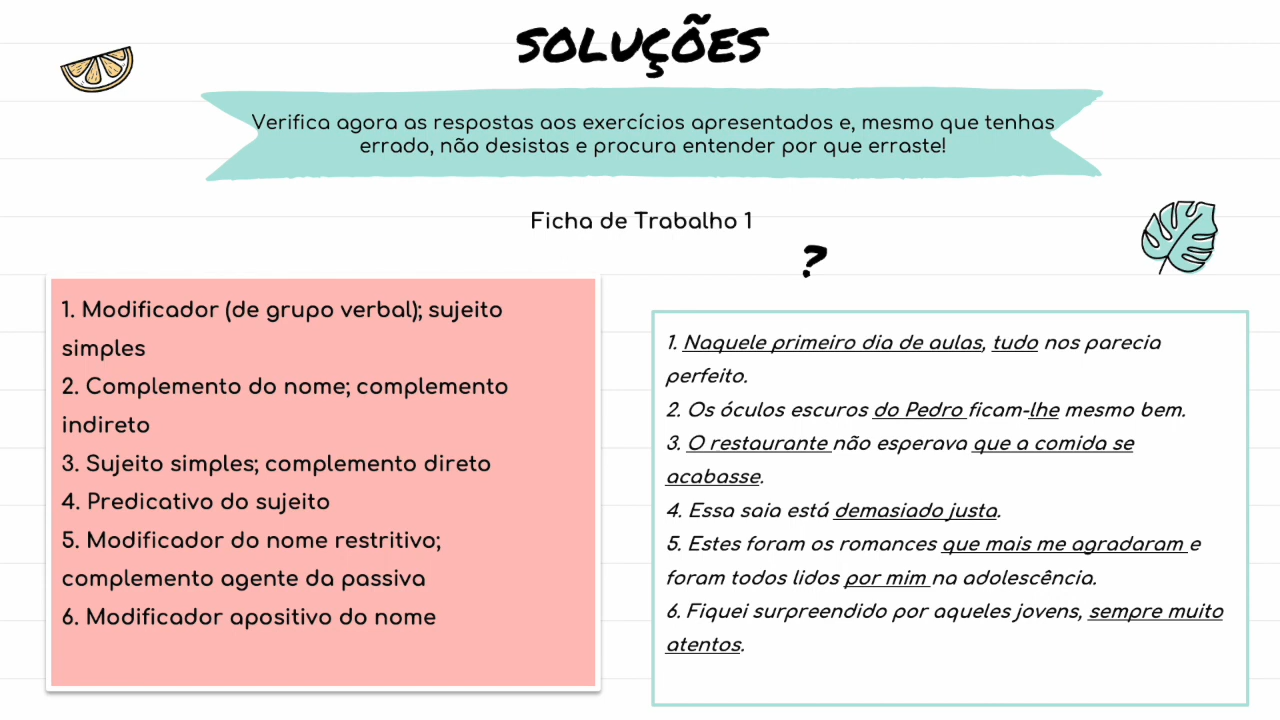 SOLUÇÕES
Verifica agora as respostas aos exercícios apresentados e, mesmo que tenhas
errado, não desistas e procura entender por que erraste!
Ficha de Trabalho 1
?
1. Modificador (de grupo verbal); sujeito
simples
2. Complemento do nome; complemento
indireto
3. Sujeito simples; complemento direto
4. Predicativo do sujeito
5. Modificador do nome restritivo;
complemento agente da passiva
6. Modificador apositivo do nome
1. Naquele primeiro dia de aulas, tudo nos parecia
perfeito.
2. Os óculos escuros do Pedro ficam-lhe mesmo bem.
3. O restaurante não esperava que a comida se
acabasse.
4. Essa saia está demasiado justa.
5. Estes foram os romances que mais me agradaram e
foram todos lidos por mim na adolescência.
6. Fiquei surpreendido por aqueles jovens, sempre muito
atentos.